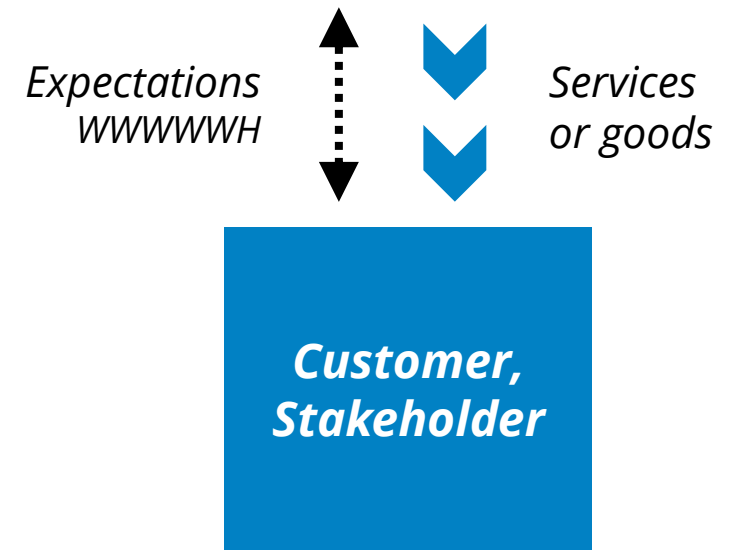 Expectations
WWWWWH
Services
or goods
Customer,
Stakeholder